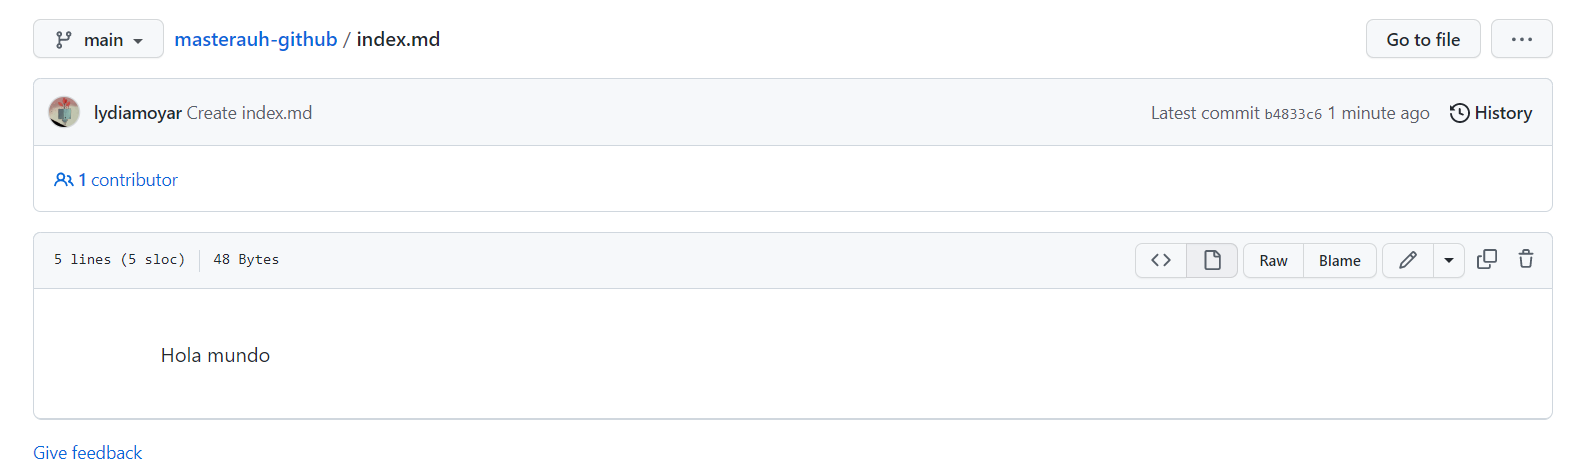 main masterauh-github / index.md Go to file ...
lydiamoyar Create index.md Latest commit b4833c6 1 minute ago History
1 contributor
5 lines (5 sloc) 48 Bytes <> Raw Blame
Hola mundo
Give feedback